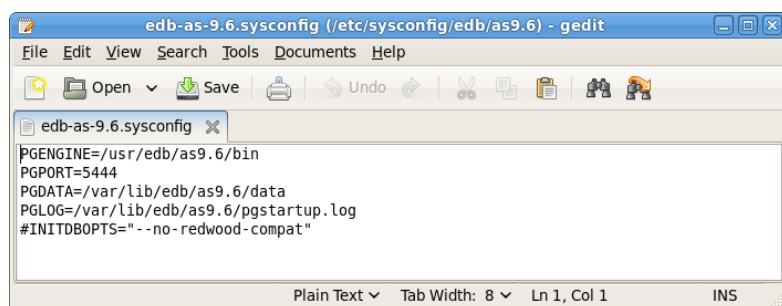 edb-as-9.6.sysconfig (/etc/sysconfig/edb/as9.6) - gedit
File Edit View Search Tools Documents Help
Open Save Undo
edb-as-9.6.sysconfig
PGENGINE=/usr/edb/as9.6/bin
PGPORT=5444
PGDATA=/var/lib/edb/as9.6/data
PGLOG=/var/lib/edb/as9.6/pgstartup.log
#INITDBOPTS="--no-redwood-compat"
Plain Text Tab Width: 8 Ln 1, Col 1 INS